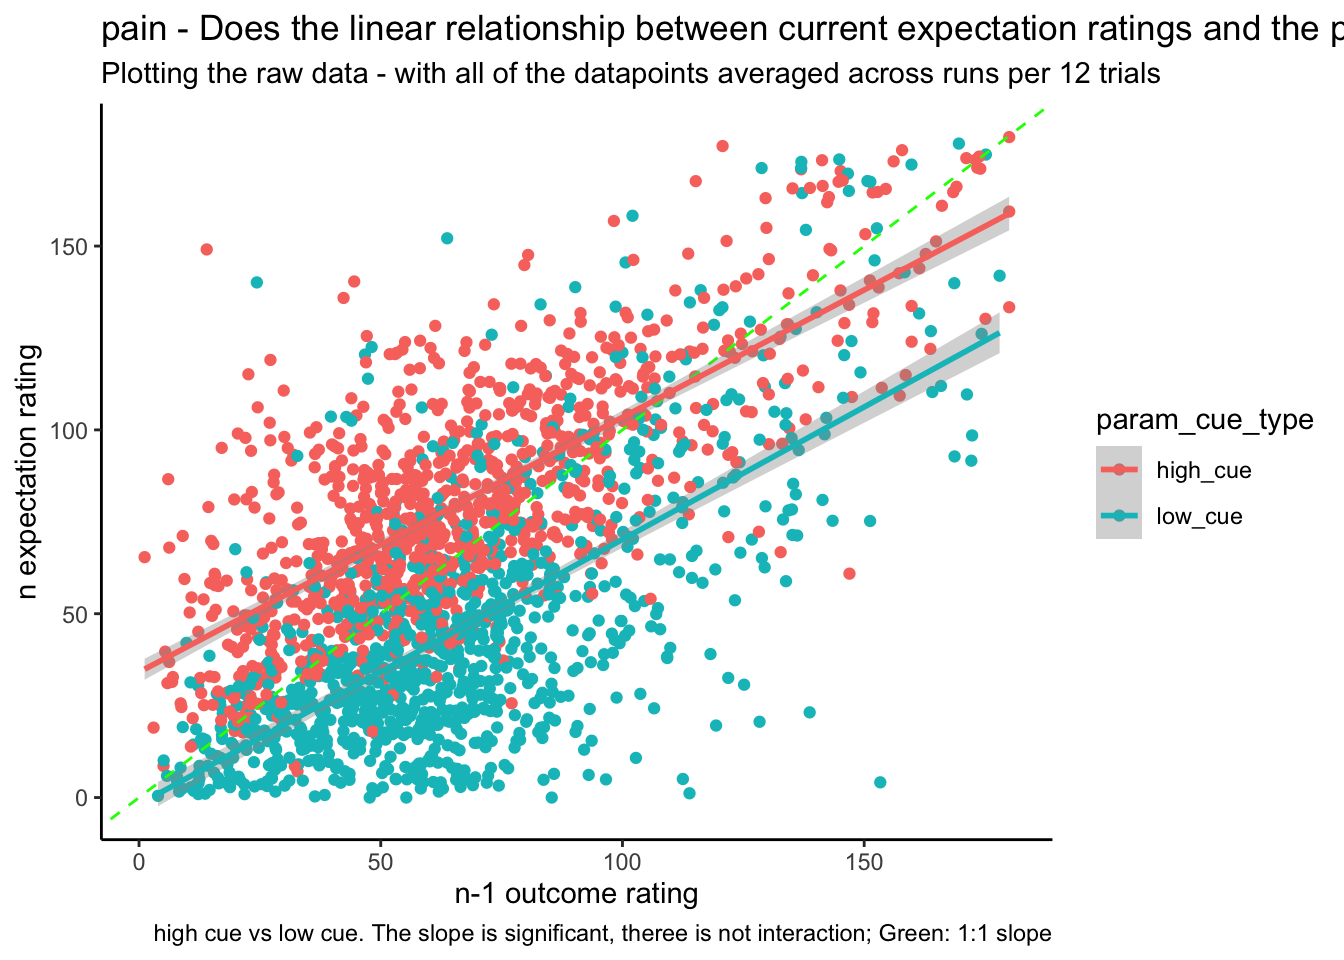 pain - Does the linear relationship between current expectation ratings and the p
Plotting the raw data - with all of the datapoints averaged across runs per 12 trials
n expectation rating
150
100
50
0
0 50 100 150
n-1 outcome rating
param_cue_type
high_cue
low_cue
high cue vs low cue. The slope is significant, theree is not interaction; Green: 1:1 slope